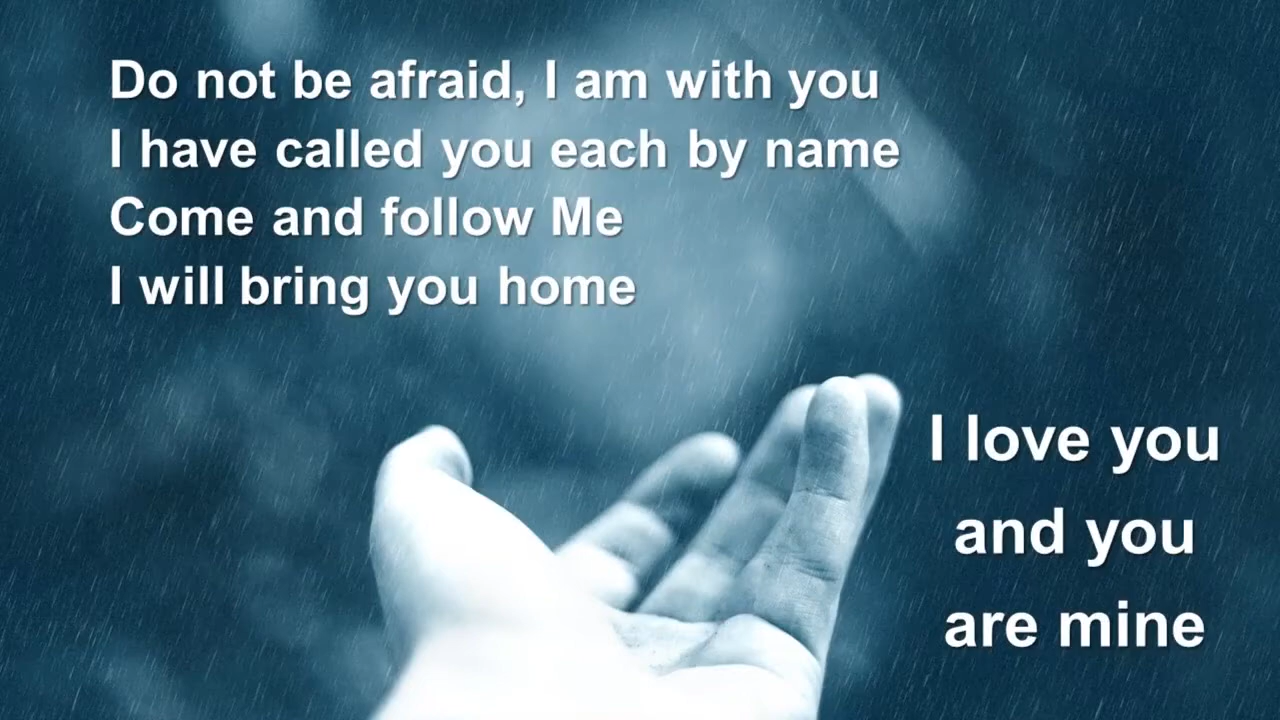 Do not be afraid, I am with you
I have called you each by name
Come and follow Me
I will bring you home
I love you
and you
are mine